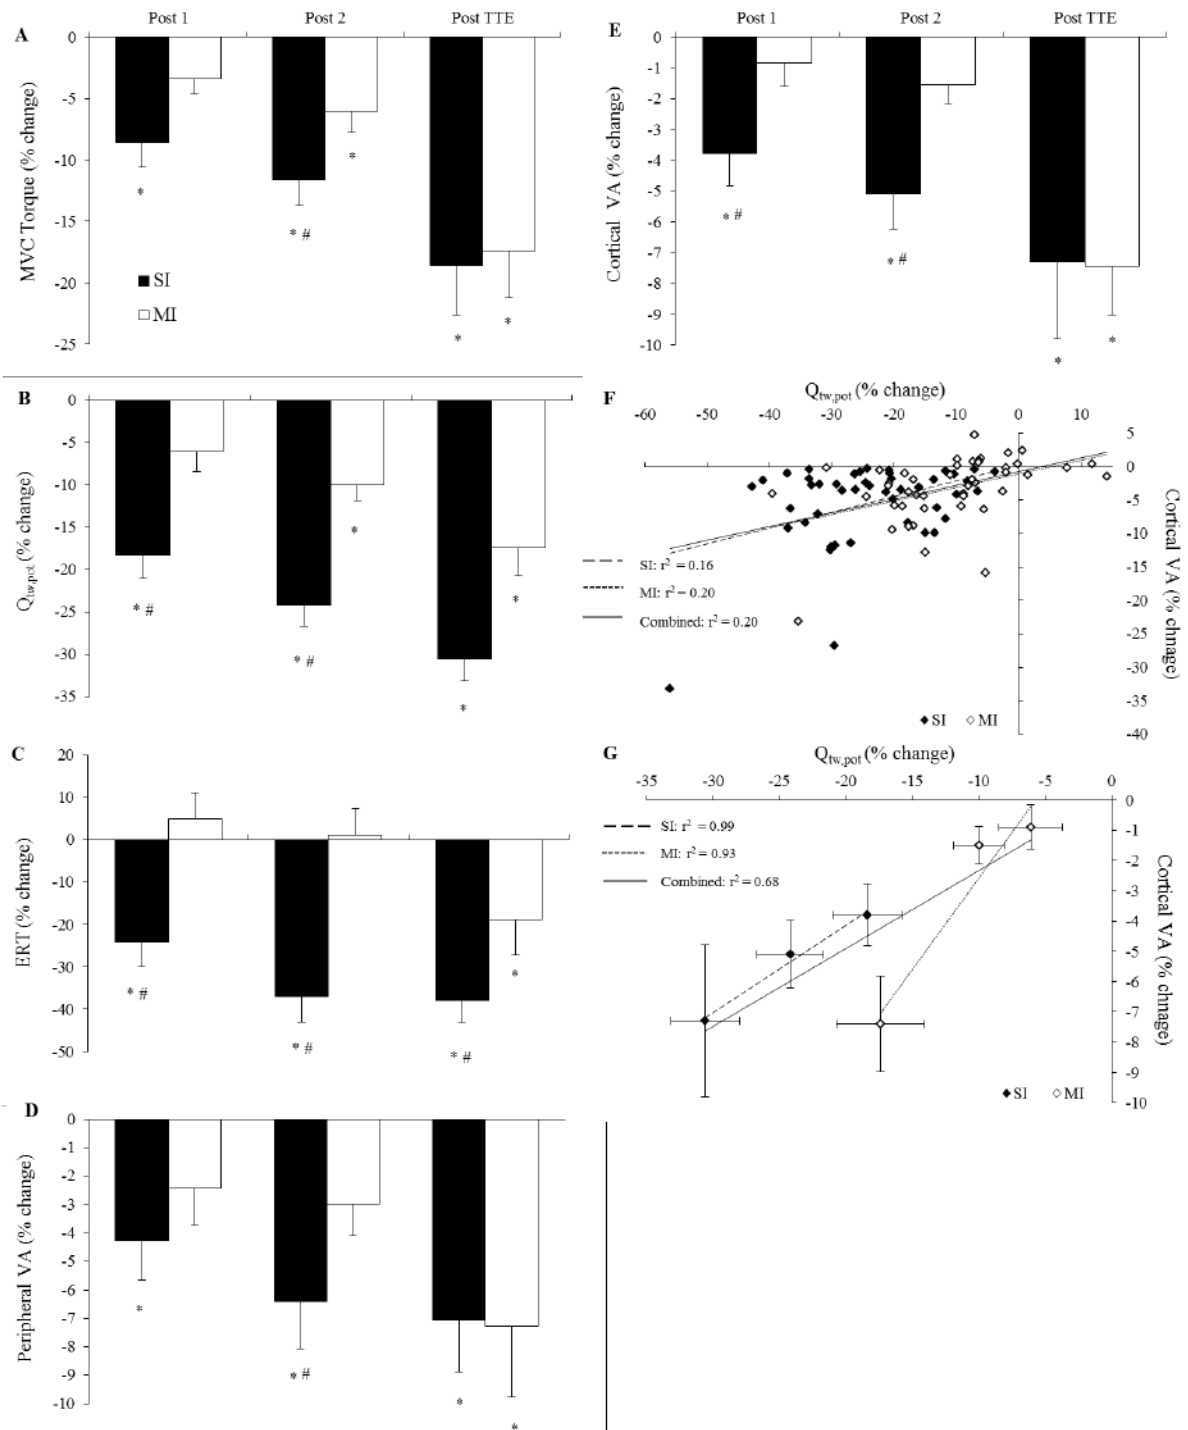 A
Post 1 Post 2 Post TTE
0
-5
-10
-15
-20
-25
MVC Torque (% change)
*
* #
*
*
*
SI
MI
B
0
-5
-10
-15
-20
-25
-30
-35
Qtw,pot (% change)
* #
* #
*
*
*
C
20
10
0
-10
-20
-30
-40
-50
ERT (% change)
* #
* #
* #
*
D
0
-1
-2
-3
-4
-5
-6
-7
-8
-9
-10
Peripheral VA (% change)
*
* #
*
*
E
Post 1 Post 2 Post TTE
0
-1
-2
-3
-4
-5
-6
-7
-8
-9
-10
Cortical VA (% change)
* #
* #
*
*
F
Qtw,pot (% change)
-60 -50 -40 -30 -20 -10 0 10
5
0
-5
-10
-15
-20
-25
-30
-35
-40
Cortical VA (% chnage)
SI: r2 = 0.16
MI: r2 = 0.20
Combined: r2 = 0.20
SI MI
G
Qtw,pot (% change)
-35 -30 -25 -20 -15 -10 -5 0
0
-1
-2
-3
-4
-5
-6
-7
-8
-9
-10
Cortical VA (% chnage)
SI: r2 = 0.99
MI: r2 = 0.93
Combined: r2 = 0.68
SI MI